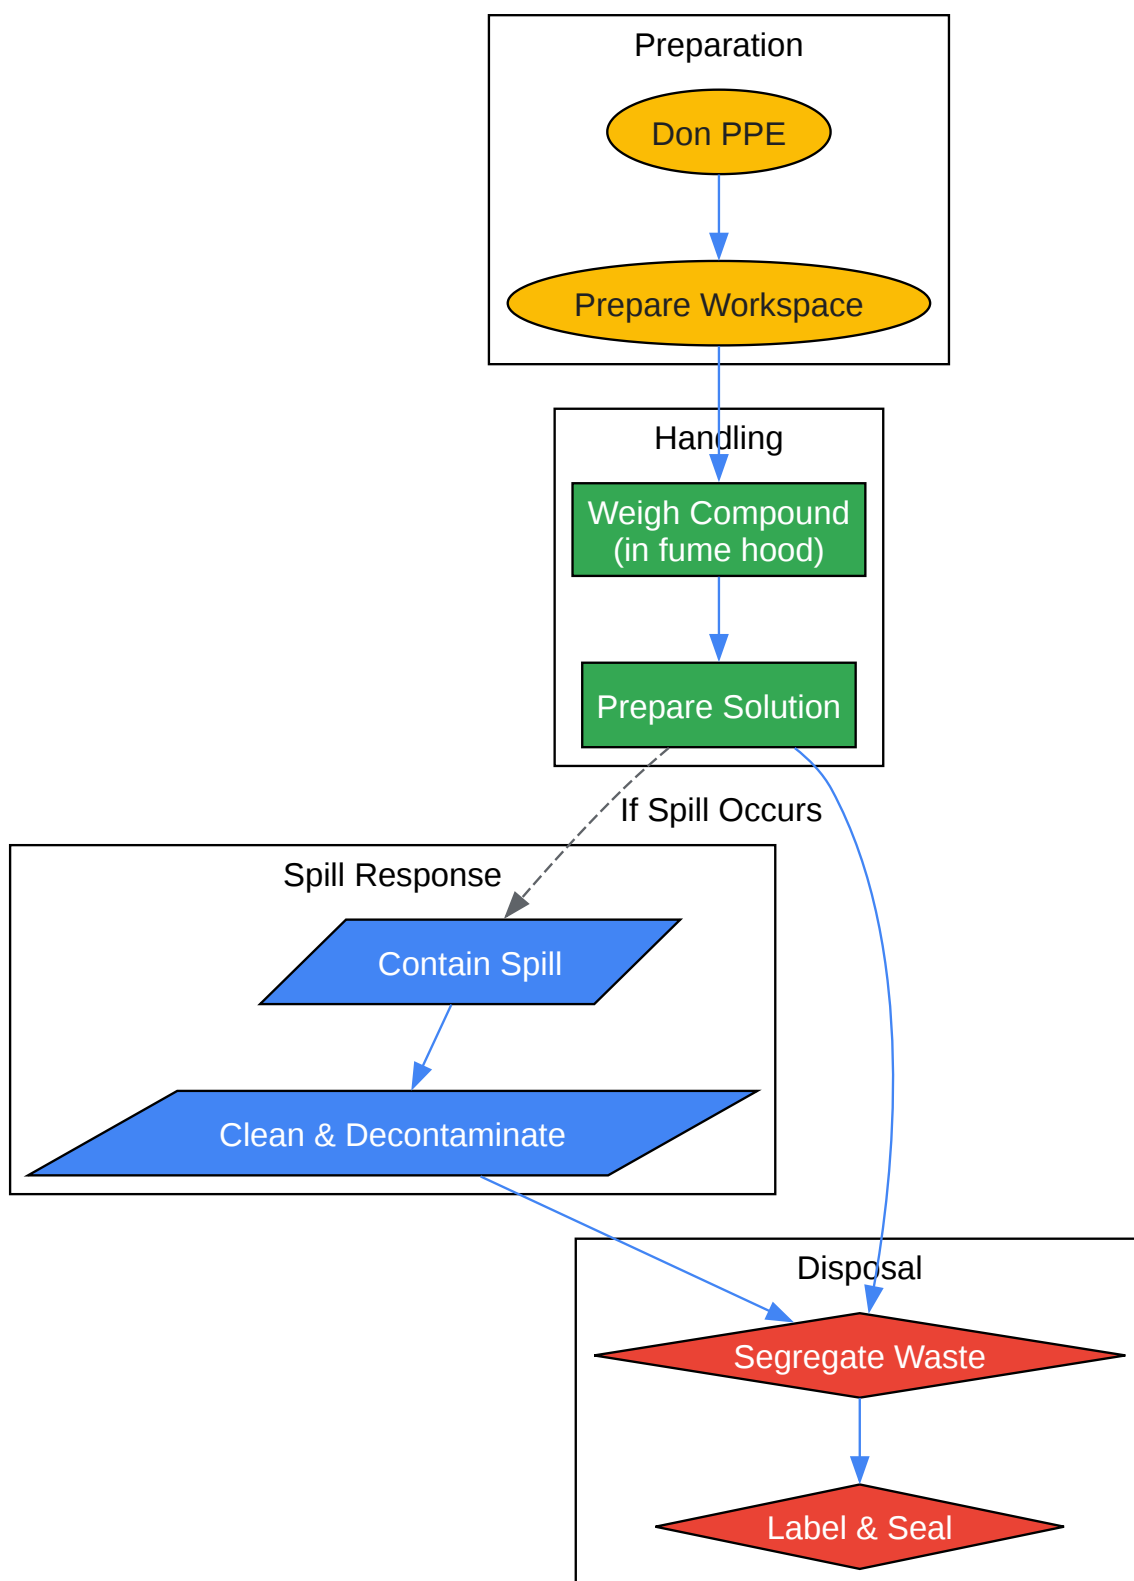 Preparation
Don PPE
Prepare Workspace
Handling
Weigh Compound
(in fume hood)
Prepare Solution
If Spill Occurs
Spill Response
Contain Spill
Clean & Decontaminate
Disposal
Segregate Waste
Label & Seal